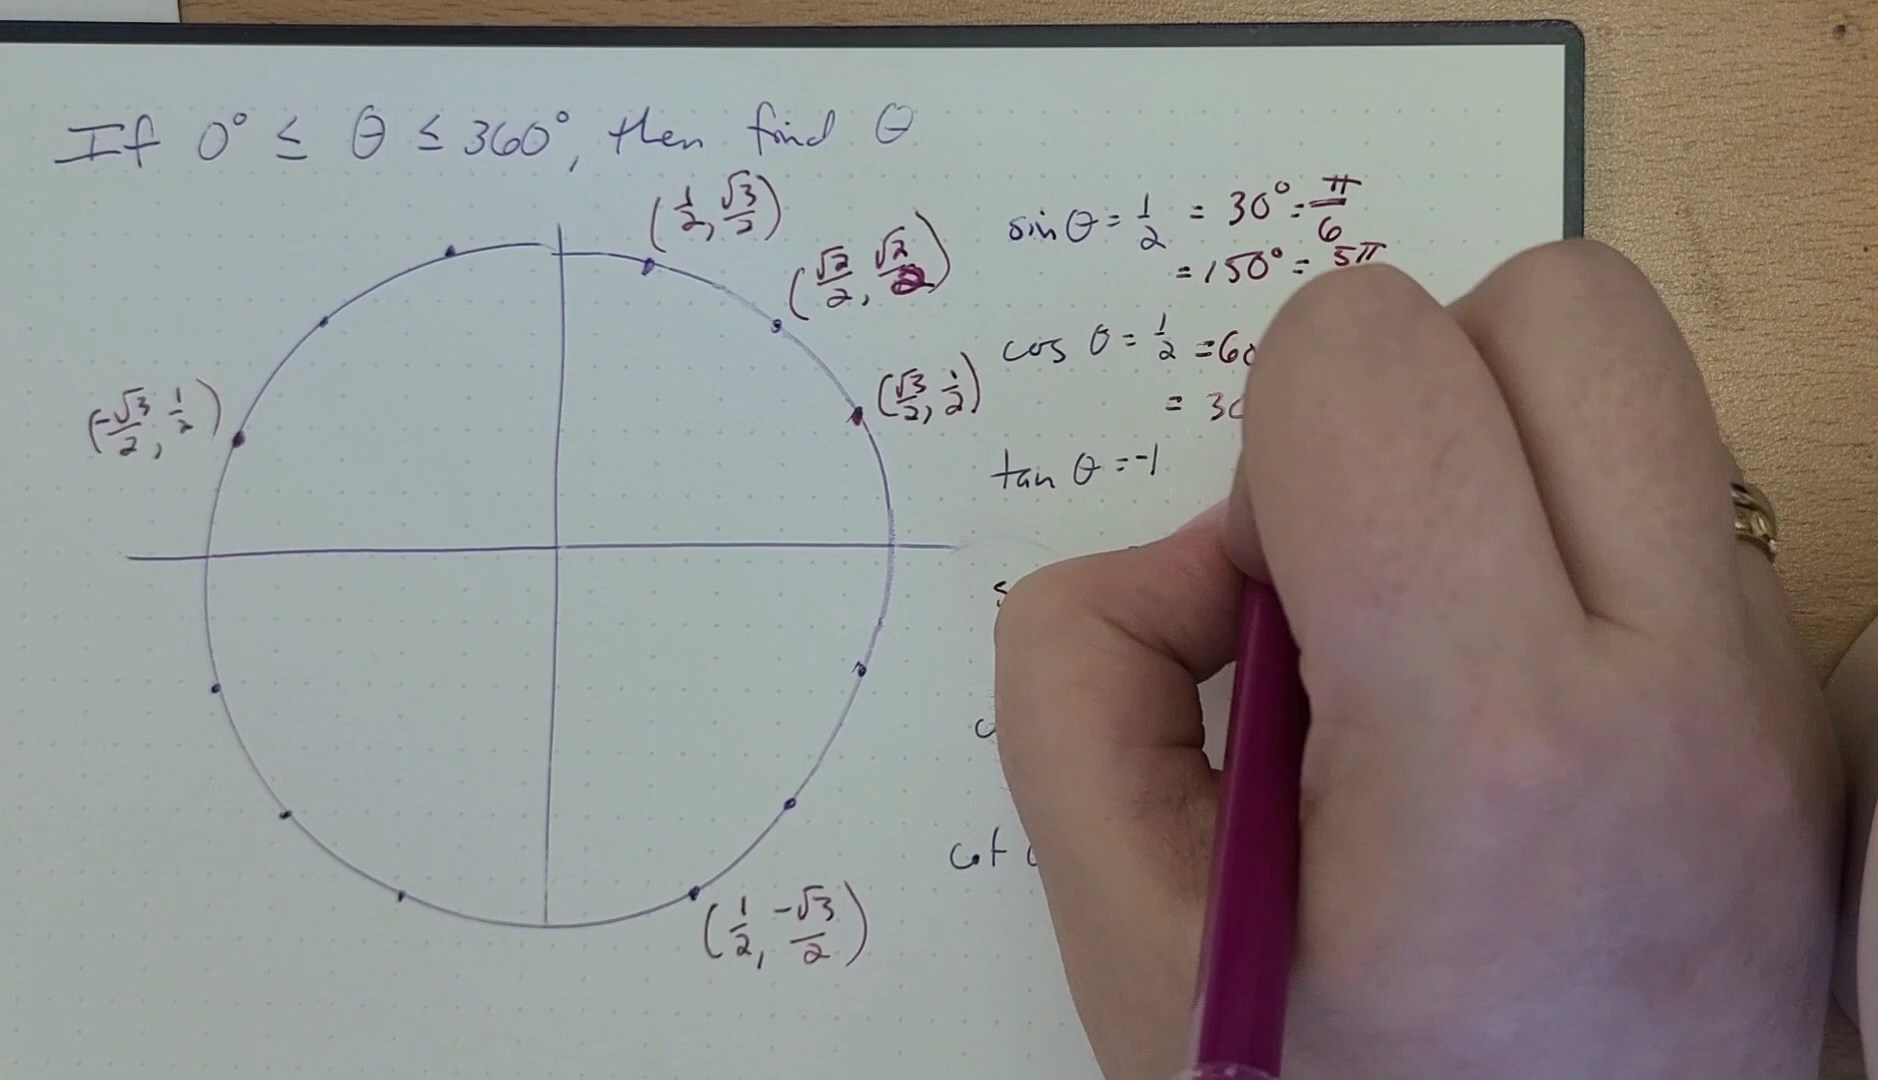 If 0° ≤ θ ≤ 360°, then find θ
(1/2, √3/2)
(√2/2, √2/2)
(√3/2, 1/2)
(-√3/2, 1/2)
(1/2, -√3/2)
sin θ = 1/2 = 30° = π/6
= 150° = 5π
cos θ = 1/2 = 60
= 30
tan θ = -1
cot